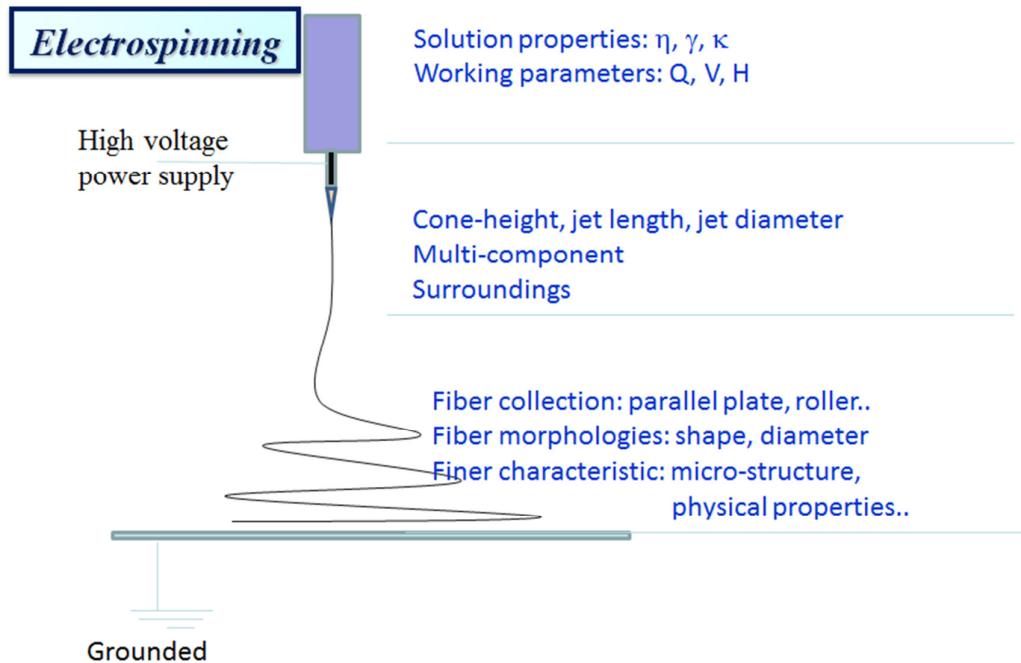 Electrospinning
Solution properties: η, γ, κ
Working parameters: Q, V, H
High voltage
power supply
Cone-height, jet length, jet diameter
Multi-component
Surroundings
Fiber collection: parallel plate, roller..
Fiber morphologies: shape, diameter
Finer characteristic: micro-structure,
physical properties..
Grounded